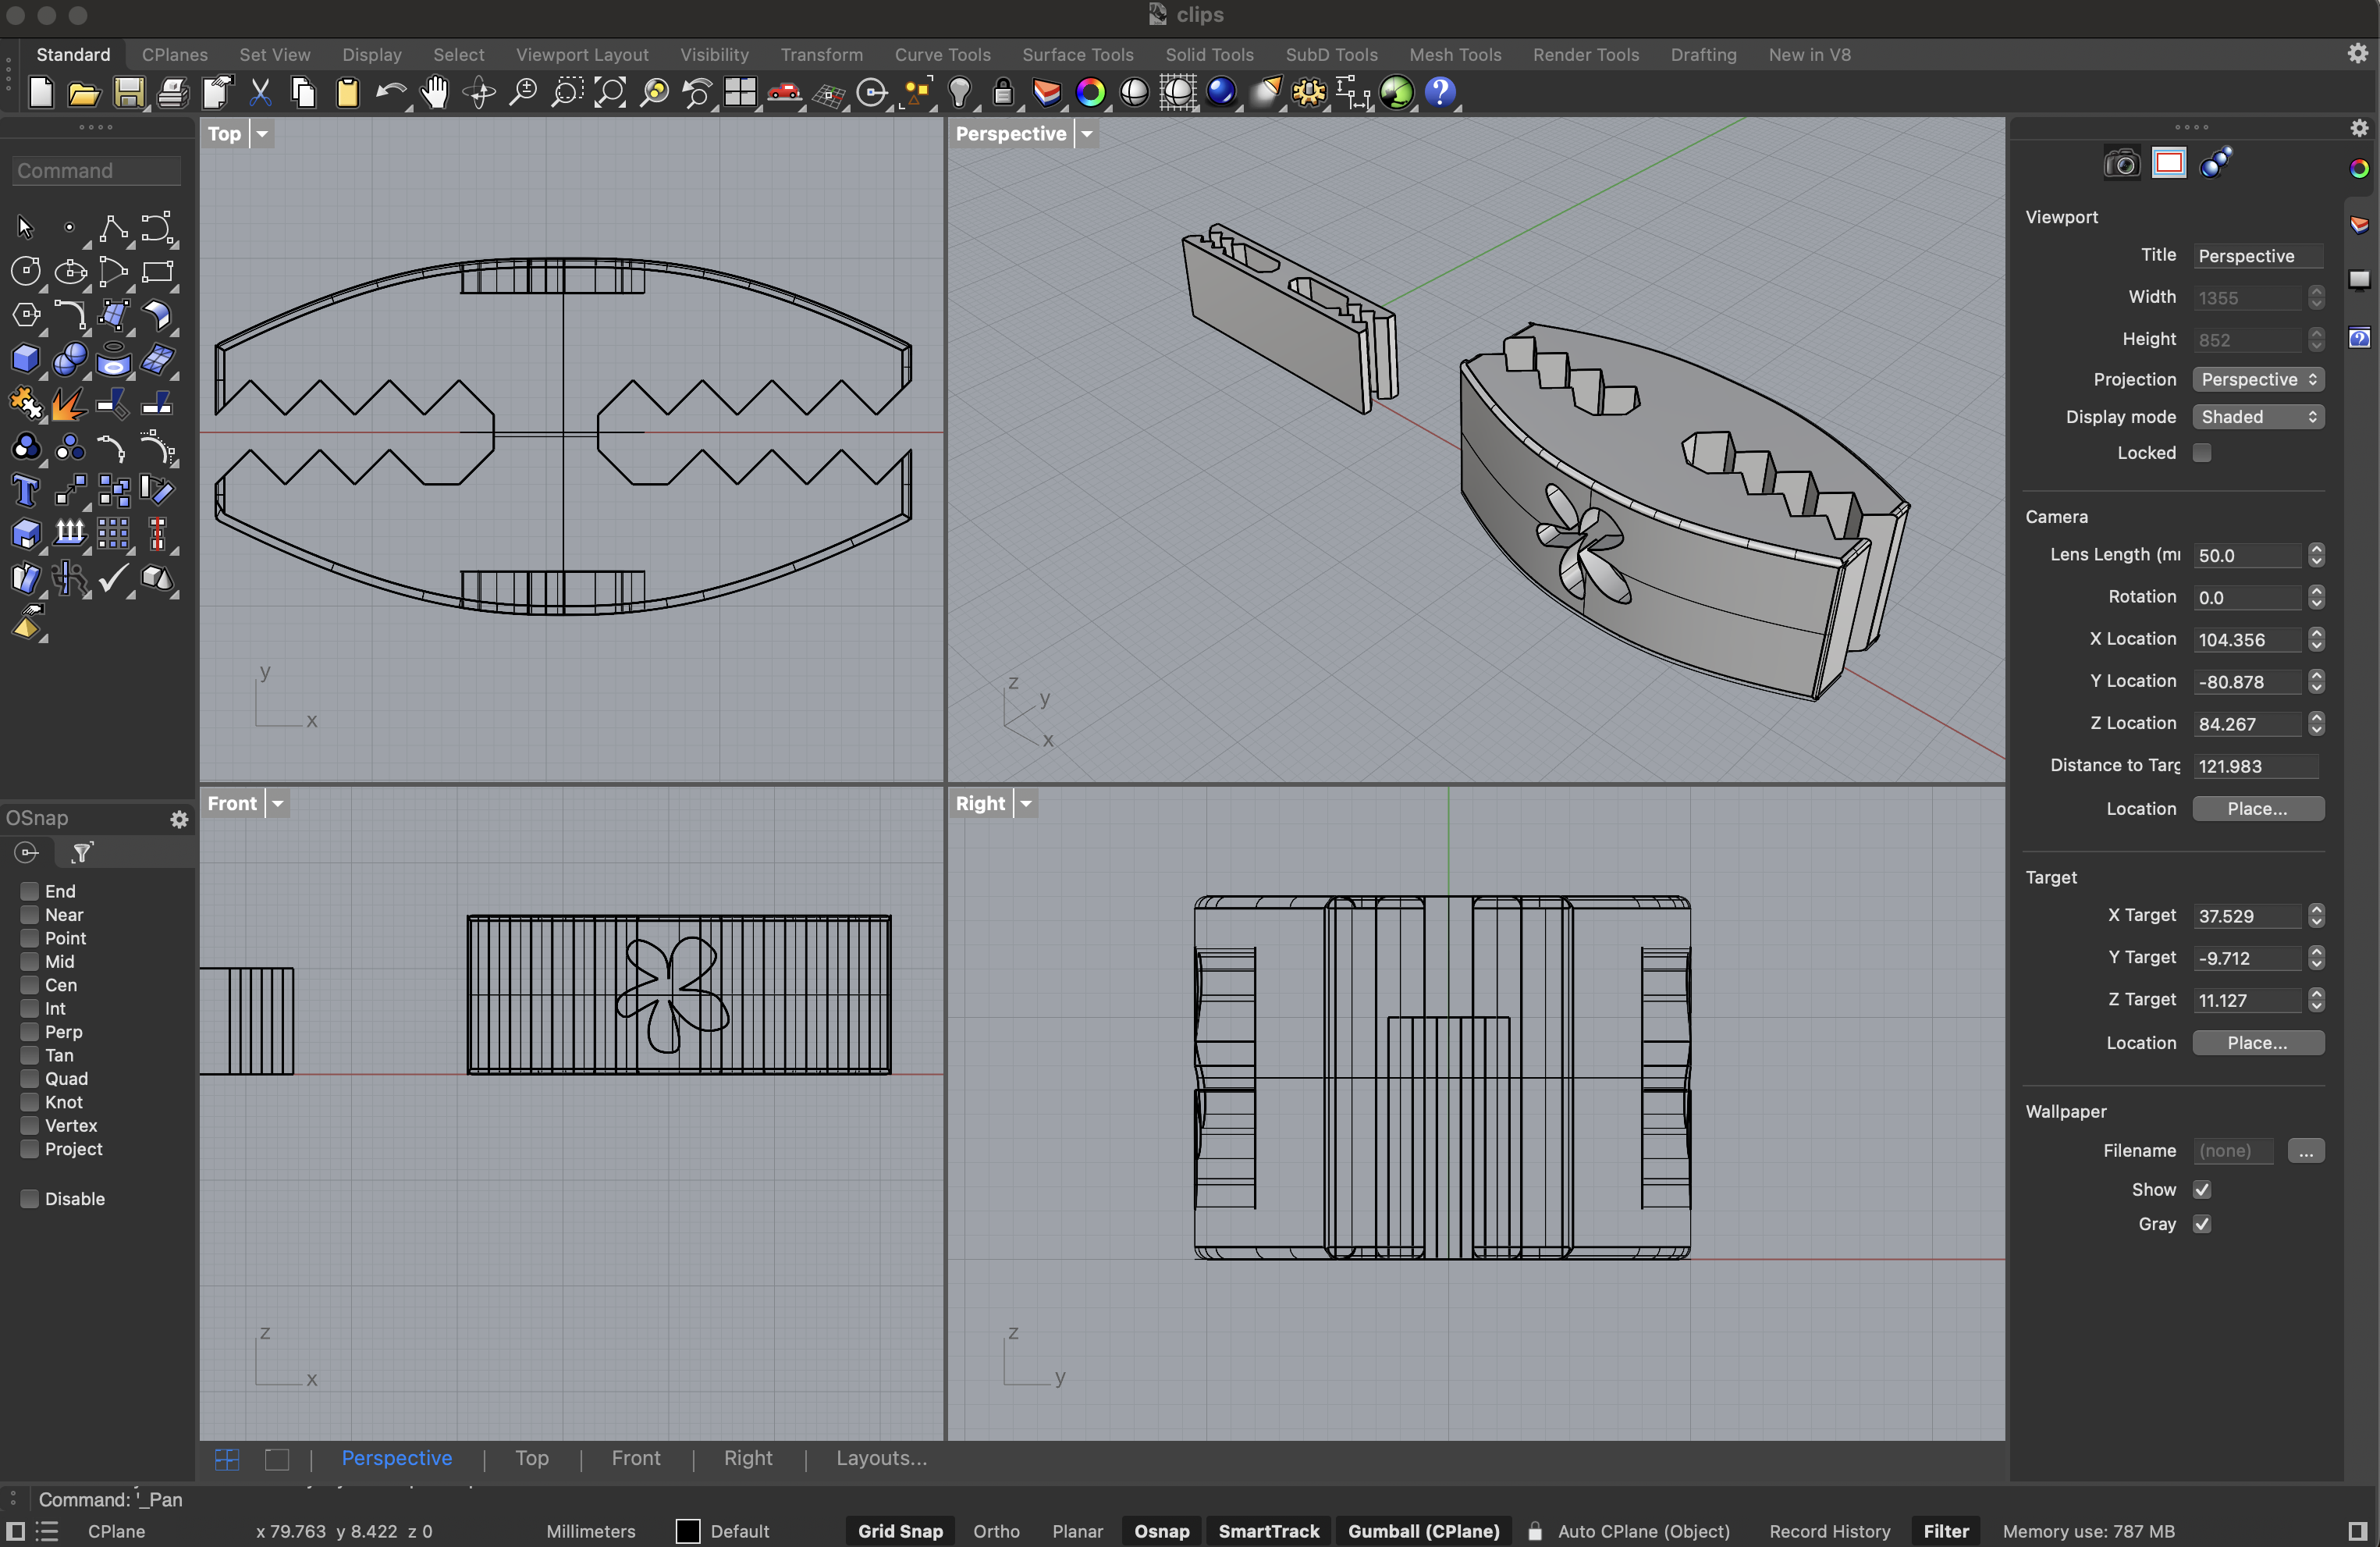 clips
Standard CPlanes Set View Display Select Viewport Layout Visibility Transform Curve Tools Surface Tools Solid Tools SubD Tools Mesh Tools Render Tools Drafting New in V8
Command
Top
Perspective
y
x
z
y
x
Front
Right
z
x
z
y
OSnap
End
Near
Point
Mid
Cen
Int
Perp
Tan
Quad
Knot
Vertex
Project
Disable
Viewport
Title Perspective
Width 1355
Height 852
Projection Perspective
Display mode Shaded
Locked
Camera
Lens Length (mm
Rotation 0.0
X Location 104.356
Y Location -80.878
Z Location 84.267
Distance to Targ 121.983
Location Place...
Target
X Target 37.529
Y Target -9.712
Z Target 11.127
Location Place...
Wallpaper
Filename (none) ...
Show
Gray
Perspective | Top | Front | Right | Layouts...
Command: '_Pan
CPlane x 79.763 y 8.422 z 0 Millimeters Default Grid Snap Ortho Planar Osnap SmartTrack Gumball (CPlane) Auto CPlane (Object) Record History Filter Memory use: 787 MB